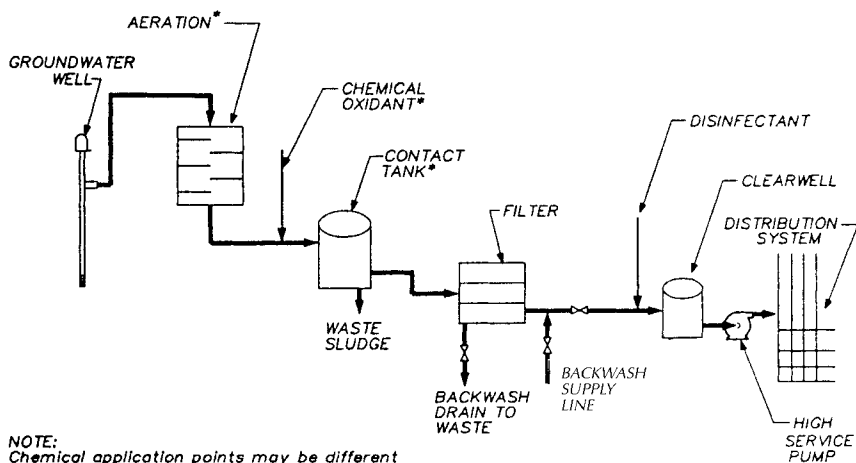 AERATION*
GROUNDWATER
WELL
CHEMICAL
OXIDANT*
CONTACT
TANK*
DISINFECTANT
CLEARWELL
FILTER
DISTRIBUTION
SYSTEM
WASTE
SLUDGE
BACKWASH
DRAIN TO
WASTE
BACKWASH
SUPPLY
LINE
HIGH
SERVICE
PUMP
NOTE:
Chemical application points may be different